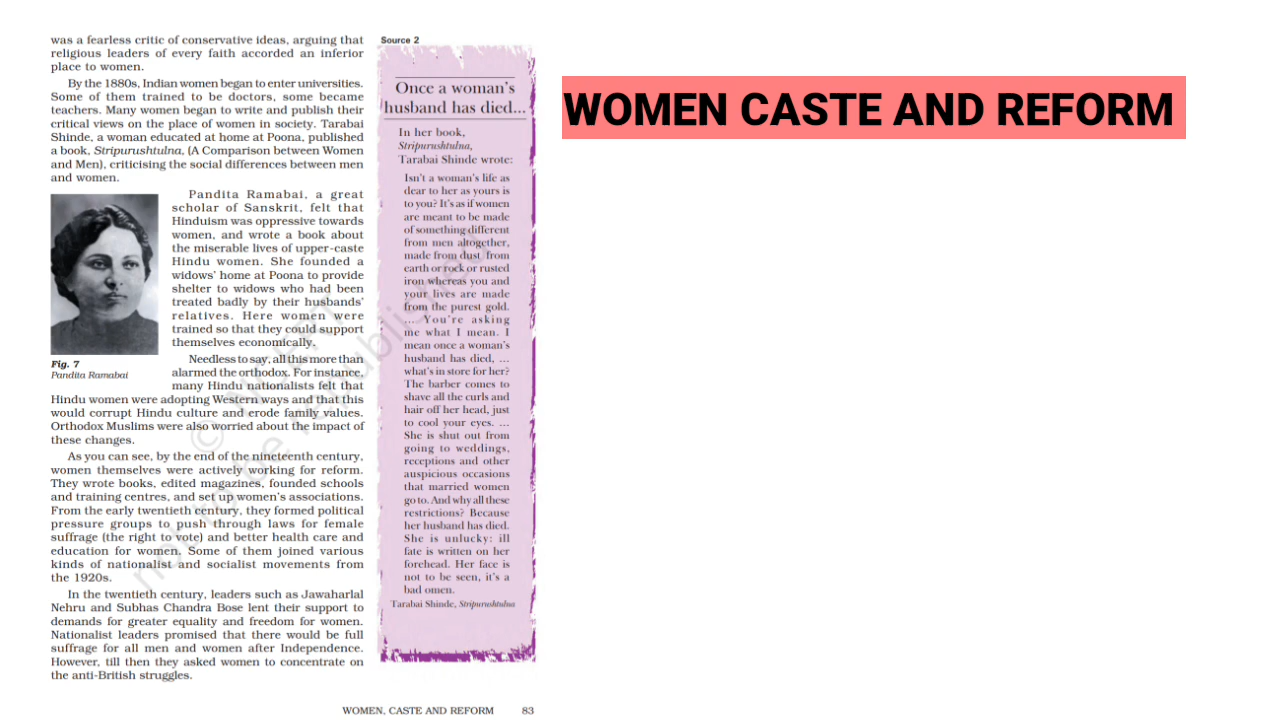 was a fearless critic of conservative ideas, arguing that
religious leaders of every faith accorded an inferior
place to women.
By the 1880s, Indian women began to enter universities.
Some of them trained to be doctors, some became
teachers. Many women began to write and publish their
critical views on the place of women in society. Tarabai
Shinde, a woman educated at home at Poona, published
a book, Stripurushtulna, (A Comparison between Women
and Men), criticising the social differences between men
and women.
Pandita Ramabai, a great
scholar of Sanskrit, felt that
Hinduism was oppressive towards
women, and wrote a book about
the miserable lives of upper-caste
Hindu women. She founded a
widows' home at Poona to provide
shelter to widows who had been
treated badly by their husbands'
relatives. Here women were
trained so that they could support
themselves economically.
Fig. 7
Pandita Ramabai
Needless to say, all this more than
alarmed the orthodox. For instance,
many Hindu nationalists felt that
Hindu women were adopting Western ways and that this
would corrupt Hindu culture and erode family values.
Orthodox Muslims were also worried about the impact of
these changes.
As you can see, by the end of the nineteenth century,
women themselves were actively working for reform.
They wrote books, edited magazines, founded schools
and training centres, and set up women's associations.
From the early twentieth century, they formed political
pressure groups to push through laws for female
suffrage (the right to vote) and better health care and
education for women. Some of them joined various
kinds of nationalist and socialist movements from
the 1920s.
In the twentieth century, leaders such as Jawaharlal
Nehru and Subhas Chandra Bose lent their support to
demands for greater equality and freedom for women.
Nationalist leaders promised that there would be full
suffrage for all men and women after Independence.
However, till then they asked women to concentrate on
the anti-British struggles.
Source 2
Once a woman's
husband has died...
In her book,
Stripurushtulna,
Tarabai Shinde wrote:
Isn't a woman's life as
dear to her as yours is
to you? It's as if women
are meant to be made
of something different
from men altogether,
made from dust from
earth or rock or rusted
iron whereas you and
your lives are made
from the purest gold.
... You're asking
me what I mean. I
mean once a woman's
husband has died, ...
what's in store for her?
The barber comes to
shave all the curls and
hair off her head, just
to cool your eyes. ...
She is shut out from
going to weddings,
receptions and other
auspicious occasions
that married women
go to. And why all these
restrictions? Because
her husband has died.
She is unlucky: ill
fate is written on her
forehead. Her face is
not to be seen, it's a
bad omen.
Tarabai Shinde, Stripurushtulna
WOMEN, CASTE AND REFORM 83
WOMEN CASTE AND REFORM
© NCERT
not to be republished